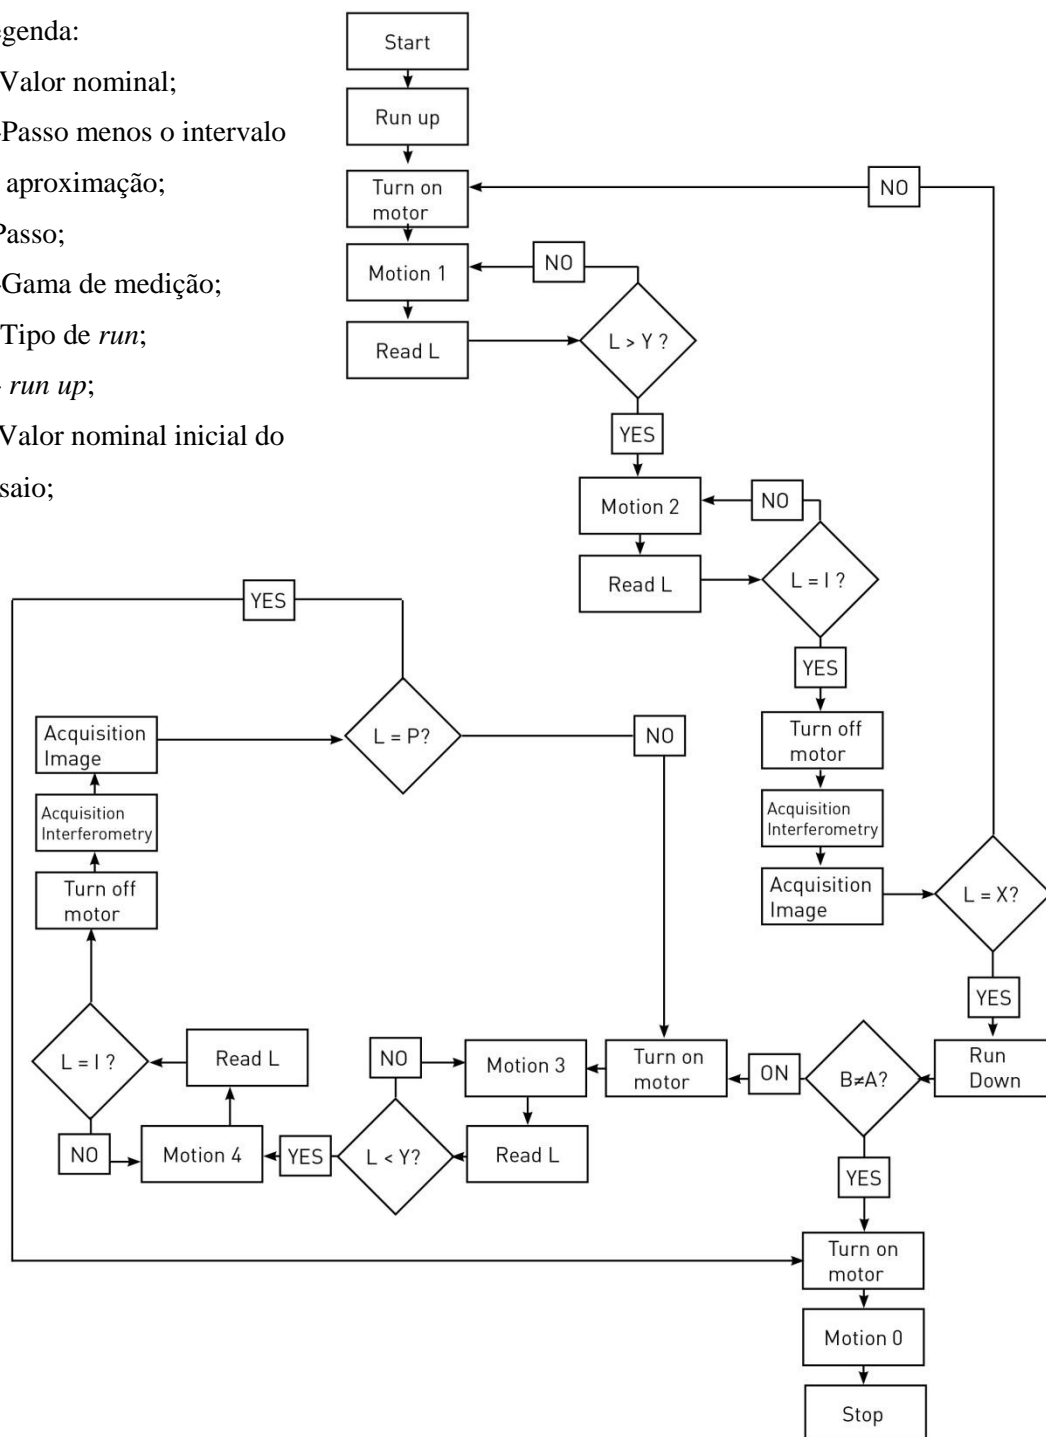 egenda:
Valor nominal;
-Passo menos o intervalo
aproximação;
Passo;
-Gama de medição;
Tipo de run;
- run up;
Valor nominal inicial do
saio;
Start
Run up
Turn on
motor
NO
Motion 1
NO
Read L
L > Y ?
YES
Motion 2
NO
Read L
L = I ?
YES
YES
Turn off
motor
Acquisition
Interferometry
Acquisition
Image
L = X?
YES
Run
Down
B≠A?
ON
Acquisition
Image
L = P?
NO
Acquisition
Interferometry
Turn off
motor
L = I ?
Read L
NO
Motion 3
Turn on
motor
NO
Motion 4
YES
L < Y?
Read L
YES
Turn on
motor
Motion 0
Stop